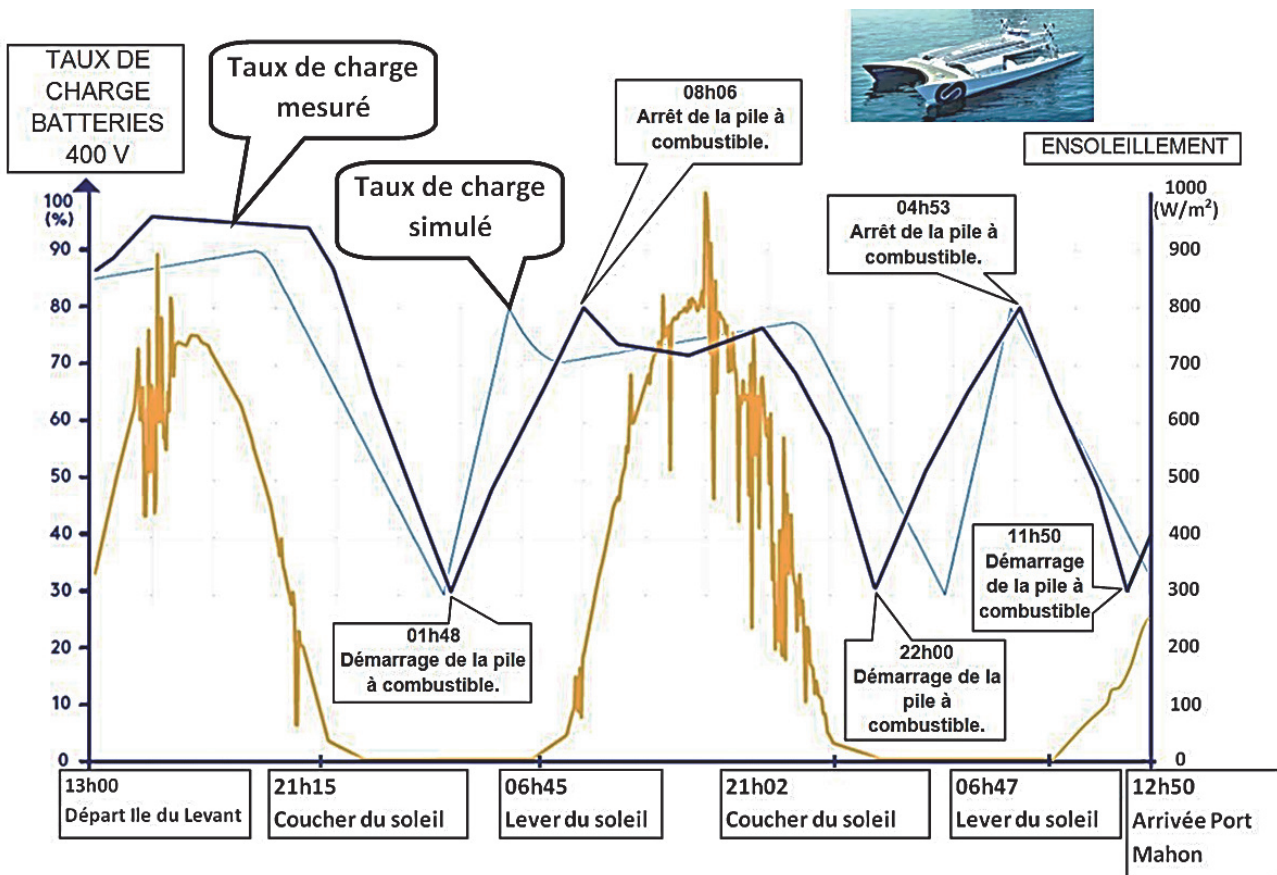 TAUX DE
CHARGE
BATTERIES
400 V
Taux de charge
mesuré
Taux de charge
simulé
08h06
Arrêt de la pile à
combustible.
ENSOLEILLEMENT
04h53
Arrêt de la pile à
combustible.
100
(%)
90
80
70
60
50
40
30
20
10
0
1000
(W/m²)
900
800
700
600
500
400
300
200
100
0
01h48
Démarrage de la pile
à combustible.
22h00
Démarrage de la
pile à
combustible.
11h50
Démarrage
de la pile à
combustible
13h00
Départ Ile du Levant
21h15
Coucher du soleil
06h45
Lever du soleil
21h02
Coucher du soleil
06h47
Lever du soleil
12h50
Arrivée Port
Mahon